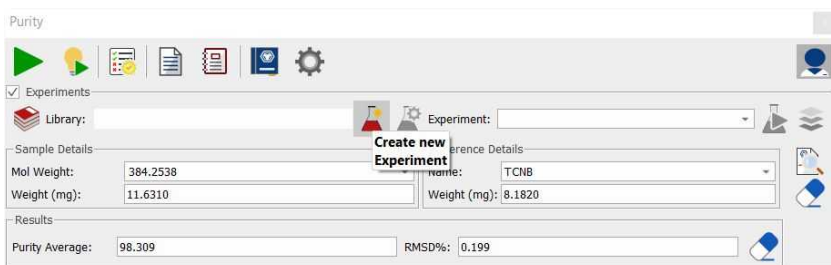 Purity
Experiments
Library:
Experiment:
Create new
Experiment
Sample Details
erence Details
Mol Weight: 384.2538
Name: TCNB
Weight (mg): 11.6310
Weight (mg): 8.1820
Results
Purity Average: 98.309
RMSD%: 0.199